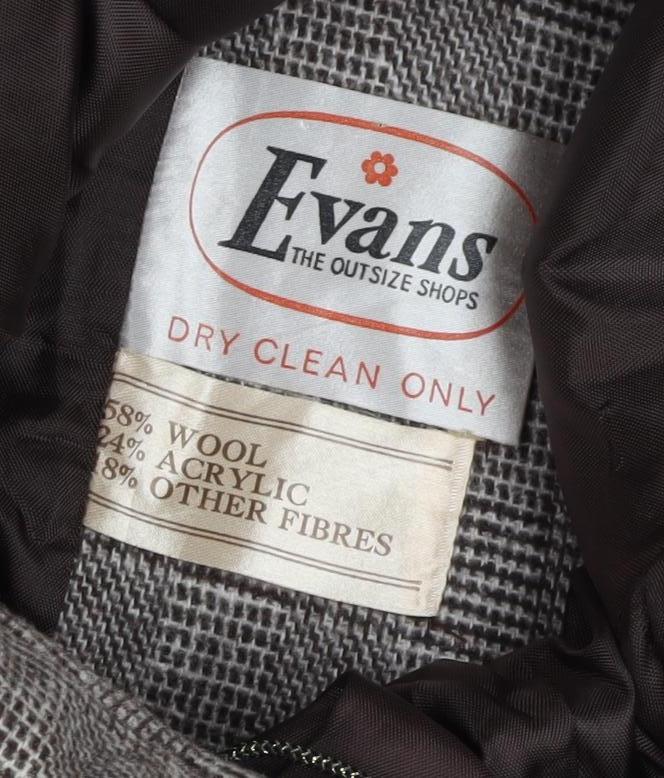 Evans
THE OUTSIZE SHOPS
DRY CLEAN ONLY
58% WOOL
24% ACRYLIC
18% OTHER FIBRES